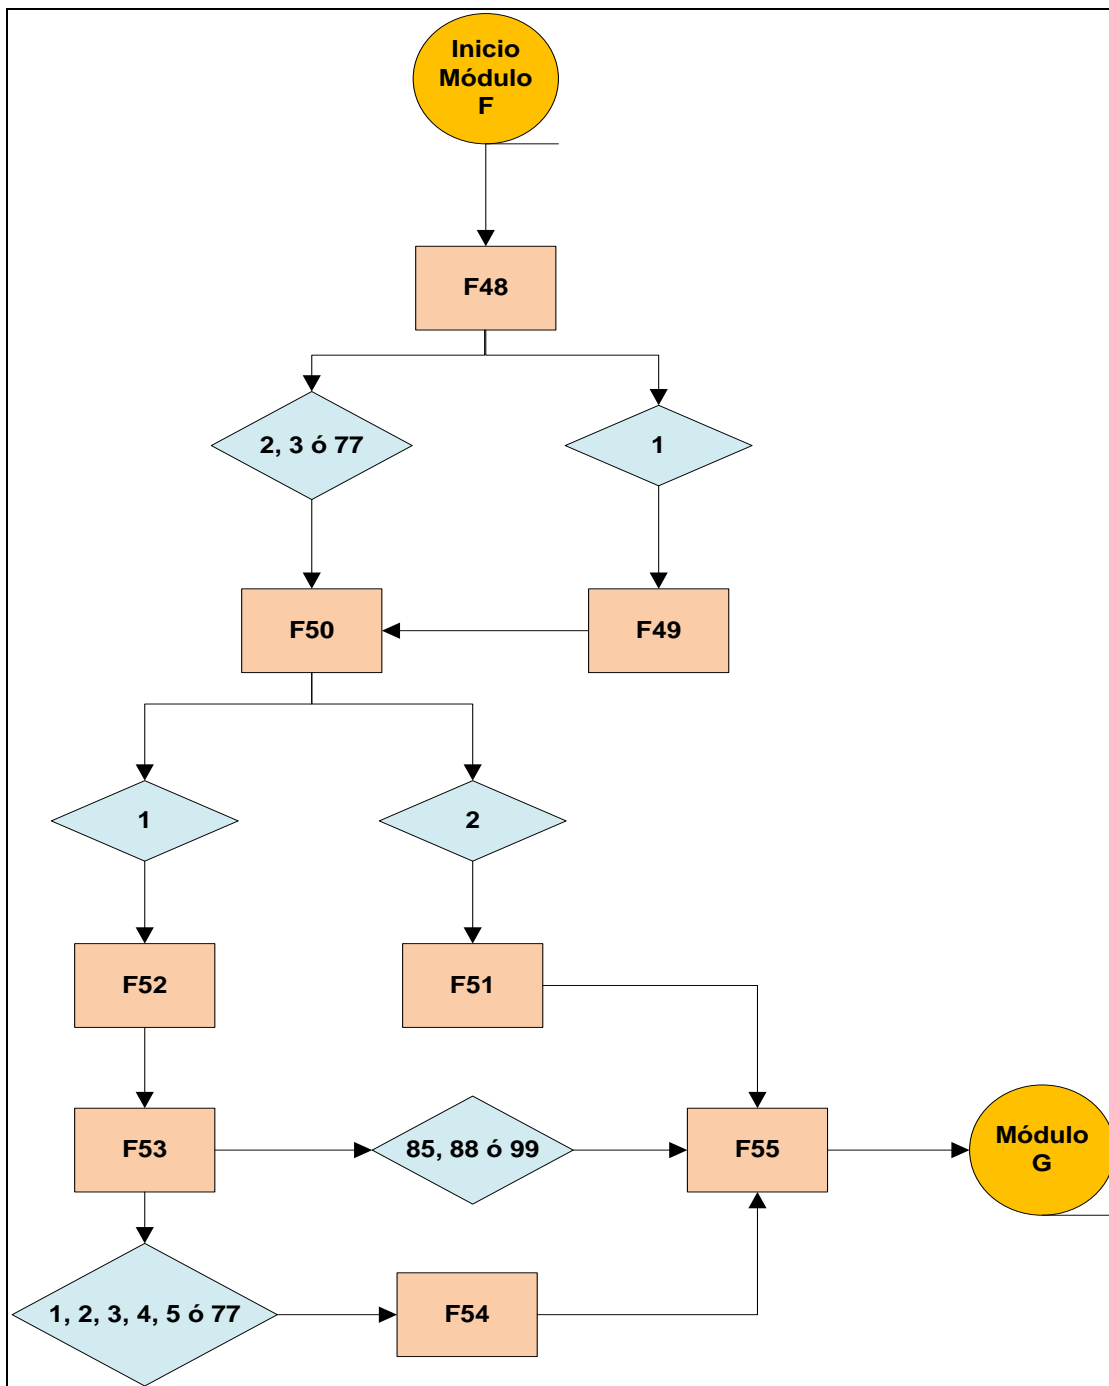 Inicio
Módulo
F
F48
2, 3 ó 77
1
F50
F49
1
2
F52
F51
F53
85, 88 ó 99
F55
Módulo
G
1, 2, 3, 4, 5 ó 77
F54